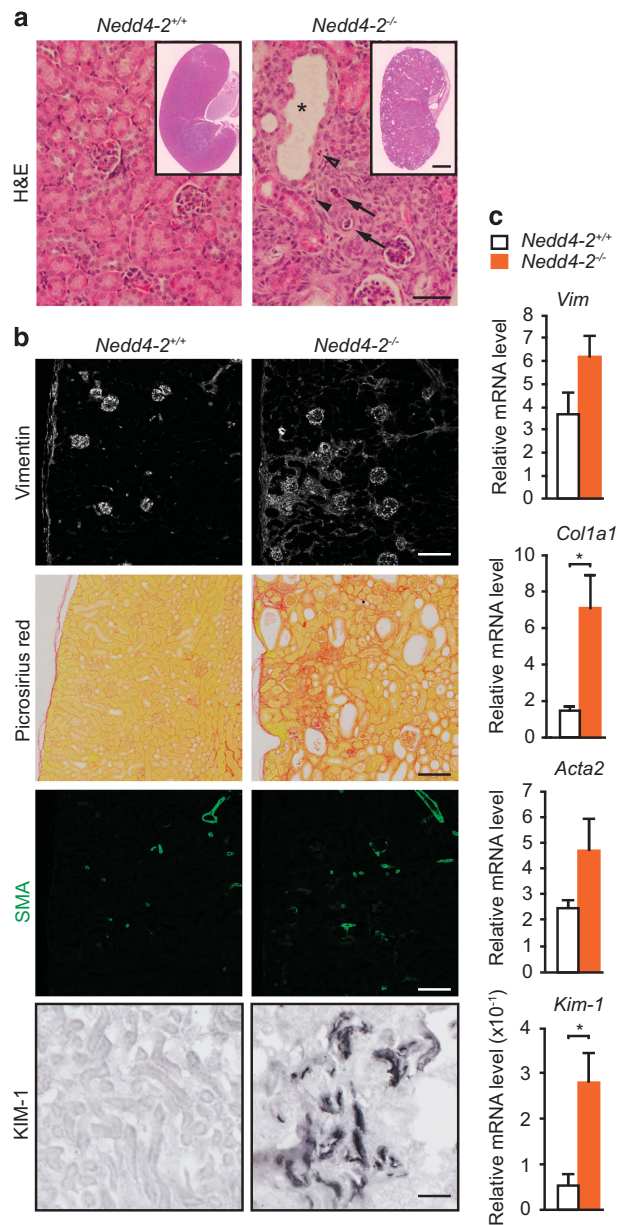 a
Nedd4-2+/+
Nedd4-2-/-
H&E
*
b
Nedd4-2+/+
Nedd4-2-/-
Vimentin
Picrosirius red
SMA
KIM-1
c
Nedd4-2+/+
Nedd4-2-/-
Vim
Relative mRNA level
8
7
6
5
4
3
2
1
0
Col1a1
Relative mRNA level
10
8
6
4
2
0
*
Acta2
Relative mRNA level
7
6
5
4
3
2
1
0
Kim-1
Relative mRNA level (x10-1)
4
3
2
1
0
*